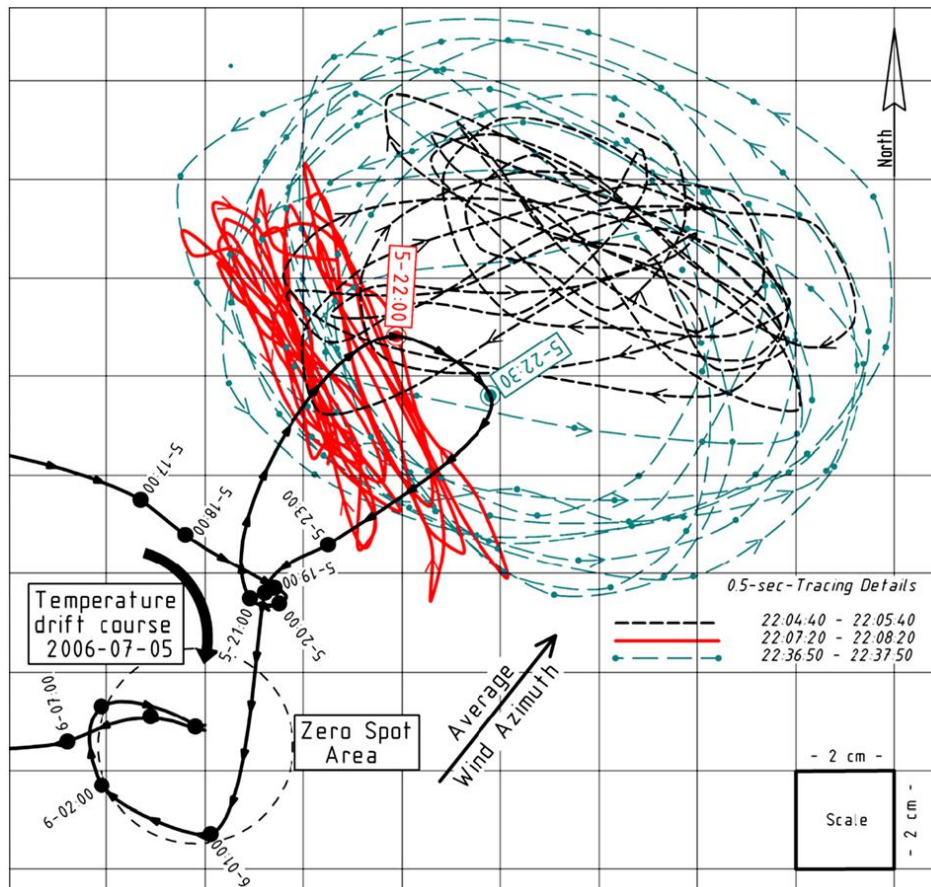 North
5-22:00
5-22:30
5-17:00
5-18:00
5-23:00
5-19:00
5-20:00
5-21:00
Temperature
drift course
2006-07-05
6-07:00
6-02:00
6-01:00
Zero Spot
Area
Average
Wind Azimuth
0.5-sec-Tracing Details
22:04:40 - 22:05:40
22:07:20 - 22:08:20
22:36:50 - 22:37:50
- 2 cm -
Scale
- 2 cm -